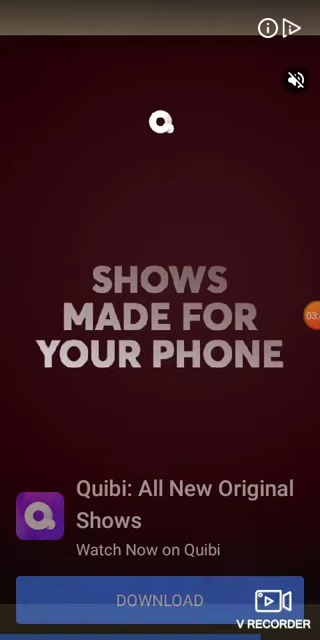 SHOWS
MADE FOR
YOUR PHONE
Quibi: All New Original
Shows
Watch Now on Quibi
DOWNLOAD
V RECORDER